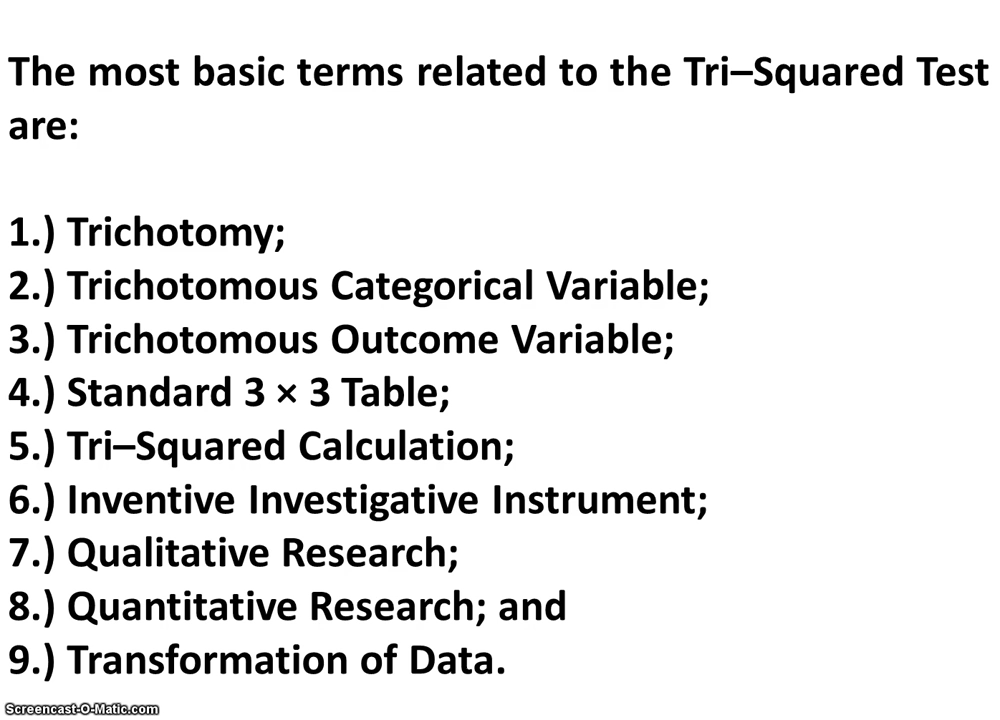 The most basic terms related to the Tri–Squared Test
are:
1.) Trichotomy;
2.) Trichotomous Categorical Variable;
3.) Trichotomous Outcome Variable;
4.) Standard 3 × 3 Table;
5.) Tri–Squared Calculation;
6.) Inventive Investigative Instrument;
7.) Qualitative Research;
8.) Quantitative Research; and
9.) Transformation of Data.
Screencast-O-Matic.com